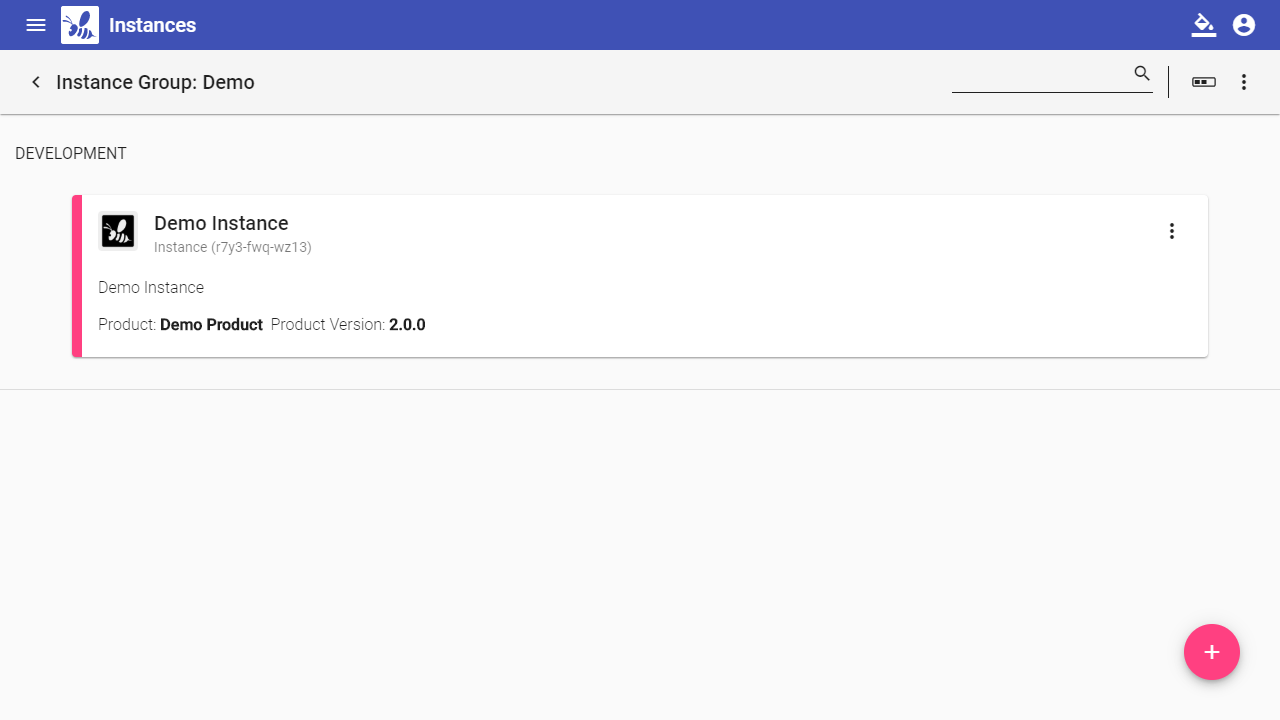 Instances
Instance Group: Demo
DEVELOPMENT
Demo Instance
Instance (r7y3-fwq-wz13)
Demo Instance
Product: Demo Product Product Version: 2.0.0